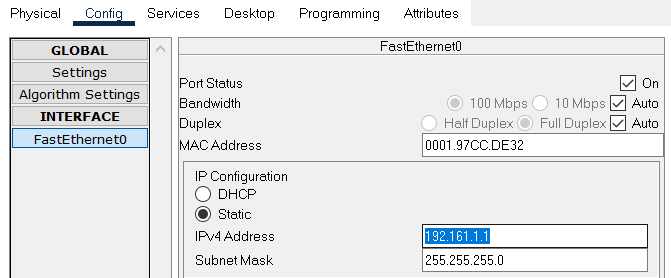 Physical Config Services Desktop Programming Attributes
GLOBAL
Settings
Algorithm Settings
INTERFACE
FastEthernet0
FastEthernet0
Port Status On
Bandwidth 100 Mbps 10 Mbps Auto
Duplex Half Duplex Full Duplex Auto
MAC Address 0001.97CC.DE32
IP Configuration
DHCP
Static
IPv4 Address 192.161.1.1
Subnet Mask 255.255.255.0